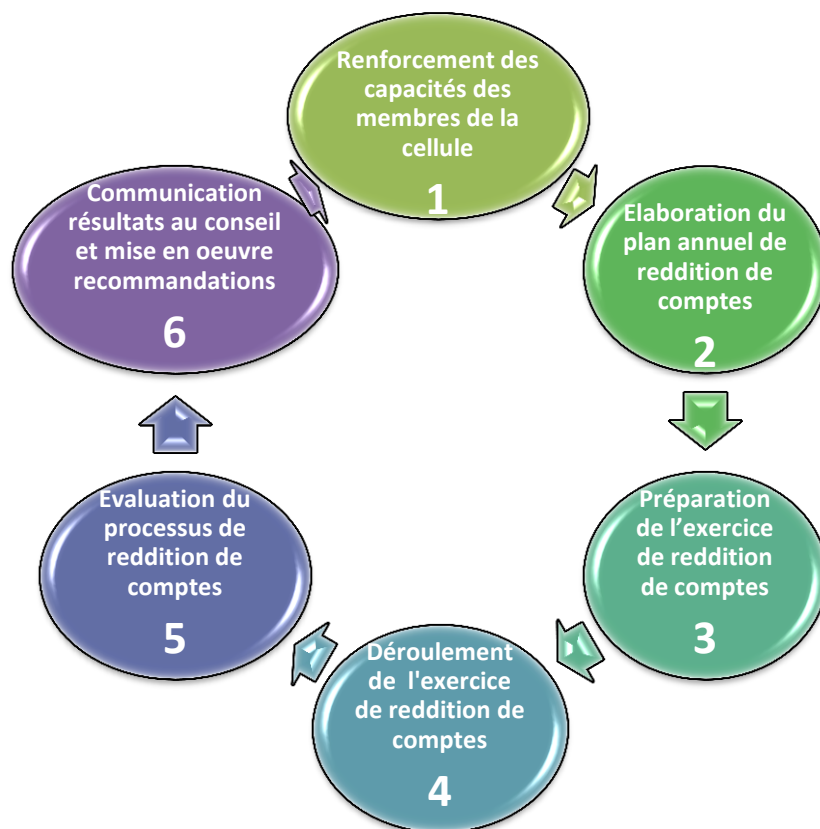 Renforcement des
capacités des
membres de la
cellule
1
Elaboration du
plan annuel de
reddition de
comptes
2
Préparation
de l’exercice
de reddition
de comptes
3
Déroulement
de l'exercice
de reddition de
comptes
4
Evaluation du
processus de
reddition de
comptes
5
Communication
résultats au conseil
et mise en oeuvre
recommandations
6